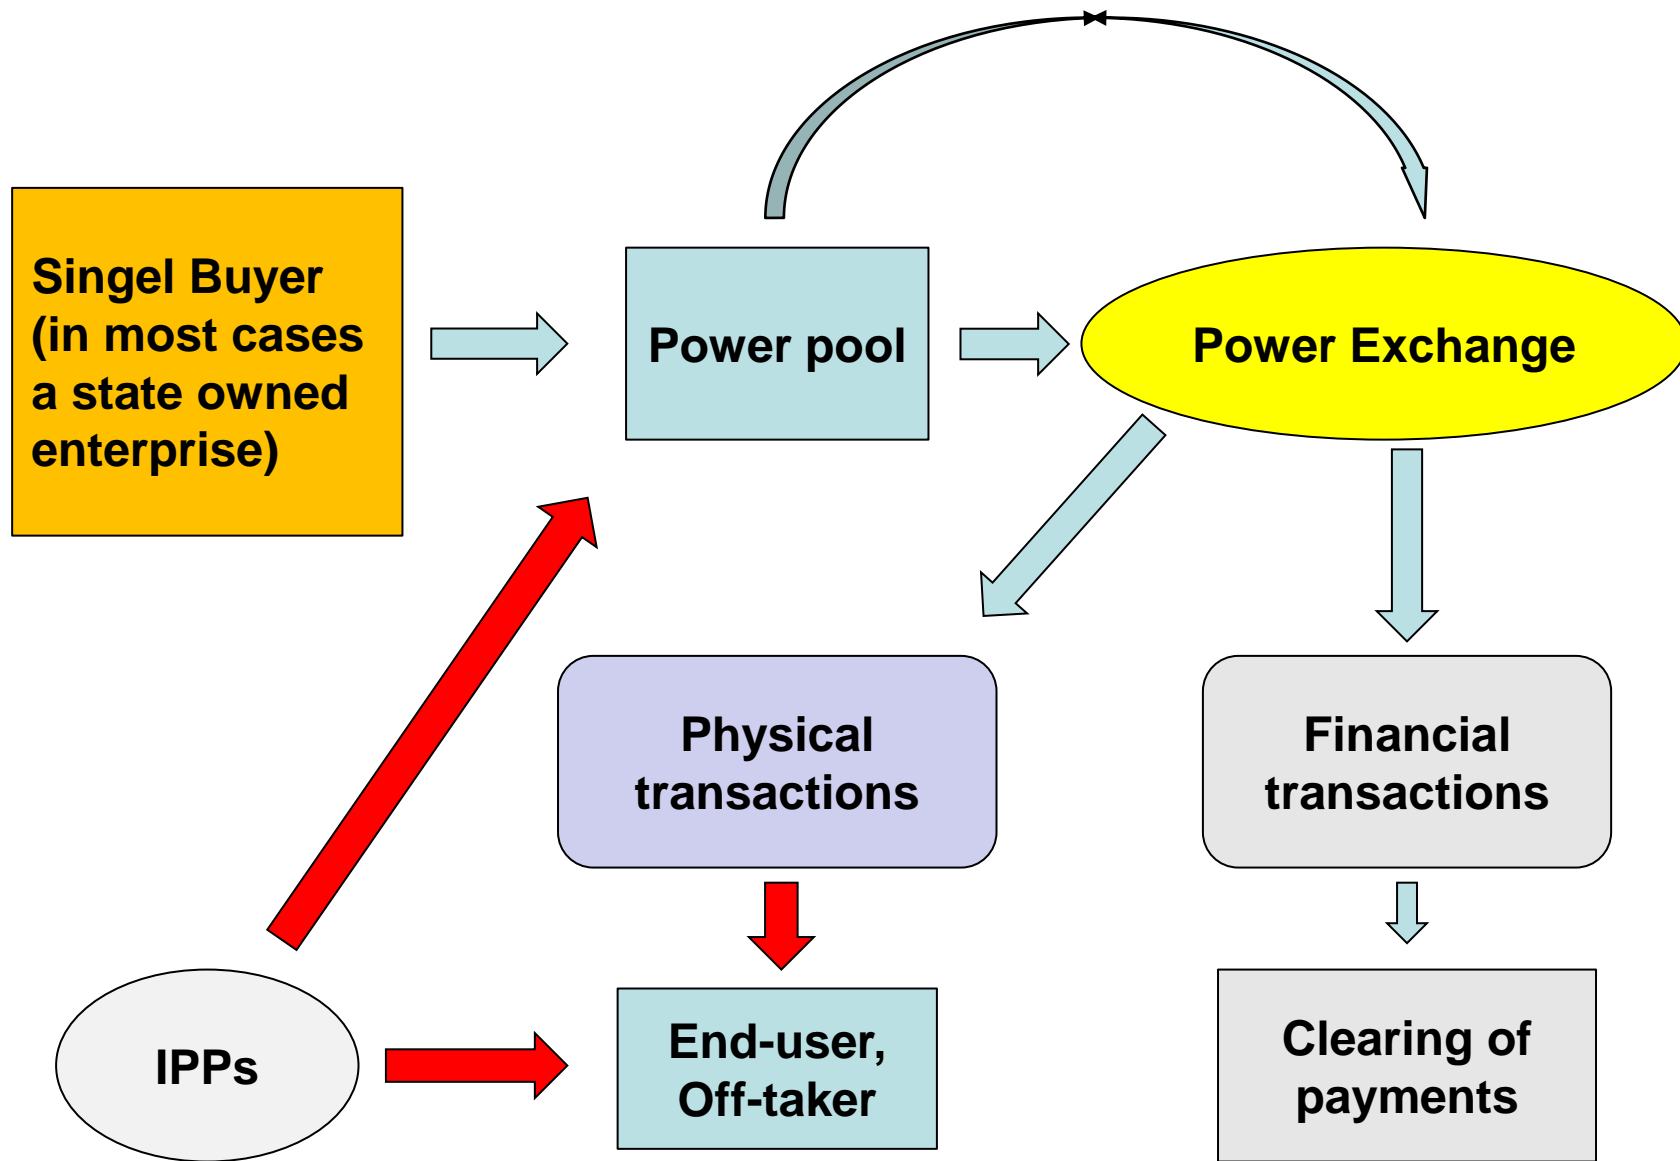 Singel Buyer
(in most cases
a state owned
enterprise)
Power pool
Power Exchange
Physical
transactions
Financial
transactions
IPPs
End-user,
Off-taker
Clearing of
payments